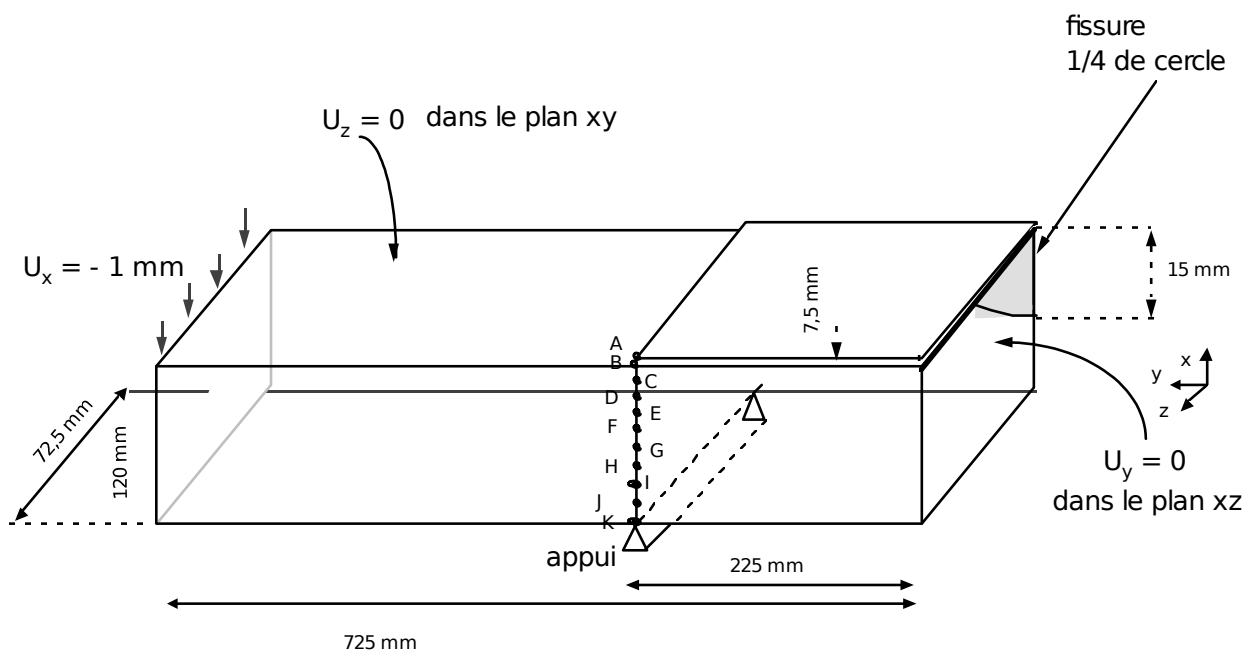 fissure
1/4 de cercle
U_z = 0 dans le plan xy
U_x = - 1 mm
15 mm
7,5 mm
A
B
C
D
E
F
G
H
I
J
K
x
y
z
72,5 mm
120 mm
U_y = 0
dans le plan xz
appui
225 mm
725 mm